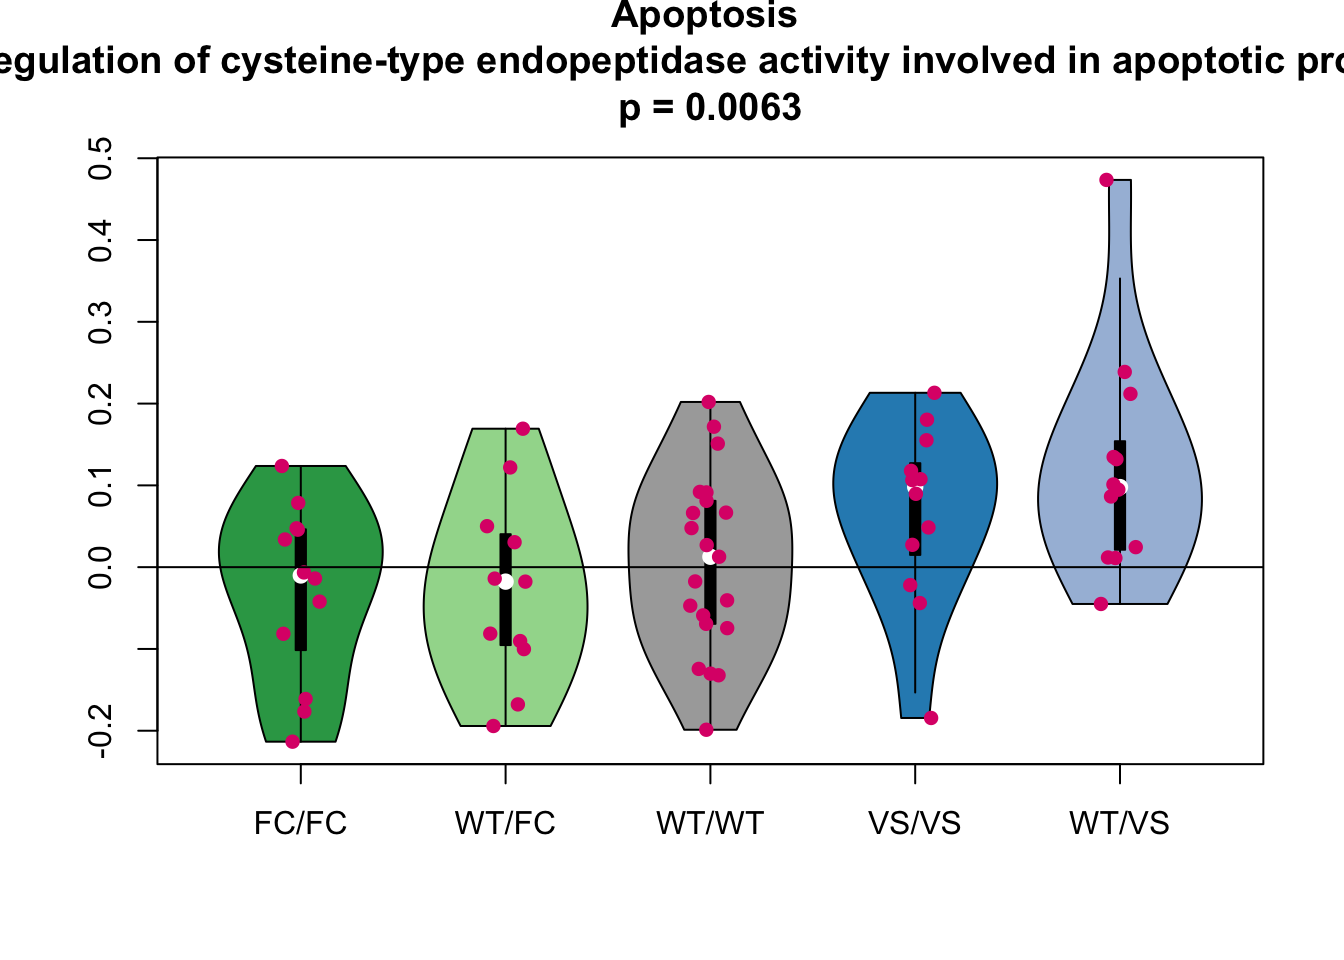 Apoptosis
egulation of cysteine-type endopeptidase activity involved in apoptotic pro
p = 0.0063
0.5
0.4
0.3
0.2
0.1
0.0
-0.2
FC/FC WT/FC WT/WT VS/VS WT/VS